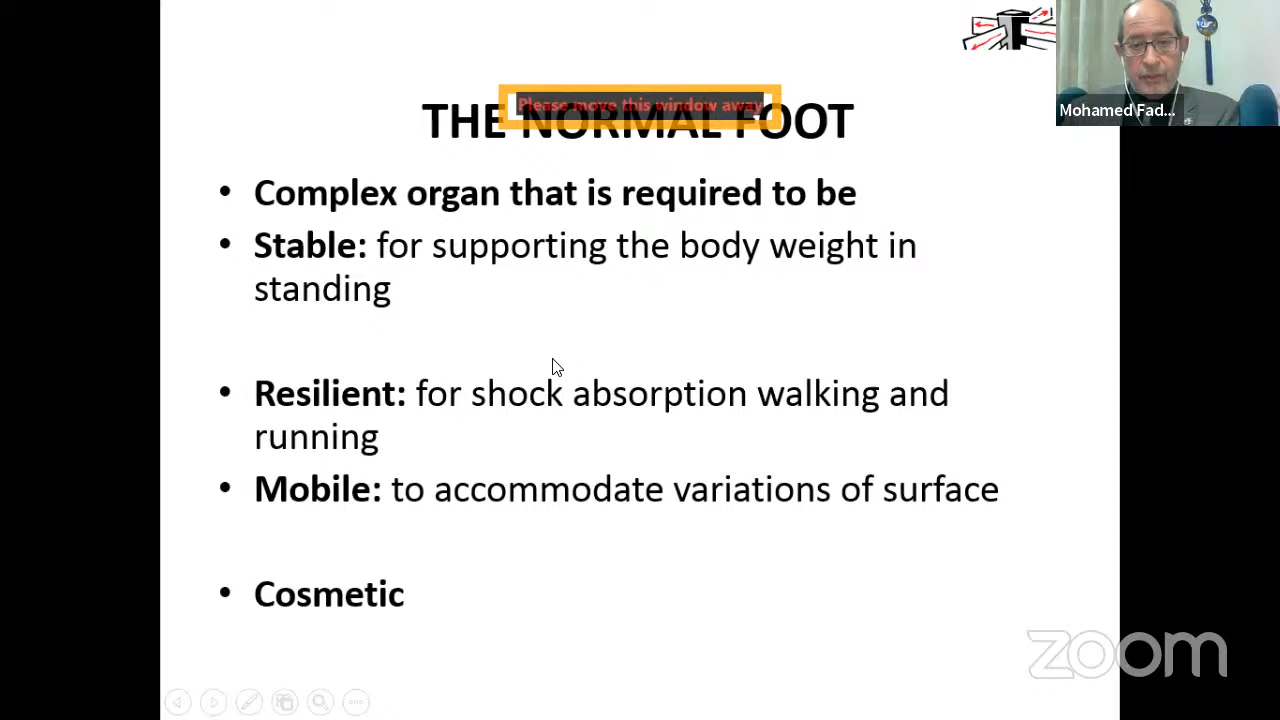 Please move this window away
THE NORMAL FOOT
Mohamed Fad...
• Complex organ that is required to be
• Stable: for supporting the body weight in
standing
• Resilient: for shock absorption walking and
running
• Mobile: to accommodate variations of surface
• Cosmetic
zoom